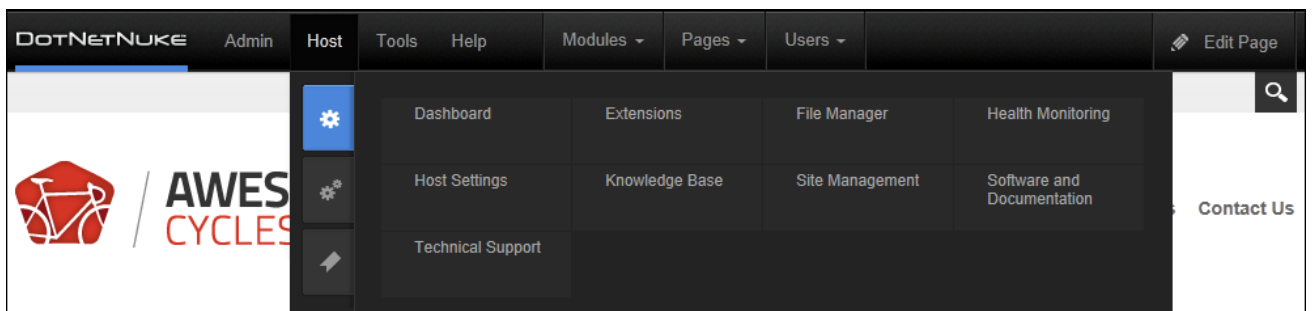 DotNetNuke Admin Host Tools Help Modules Pages Users Edit Page
Dashboard Extensions File Manager Health Monitoring
Host Settings Knowledge Base Site Management Software and
Documentation
AWES
CYCLES
Contact Us
Technical Support